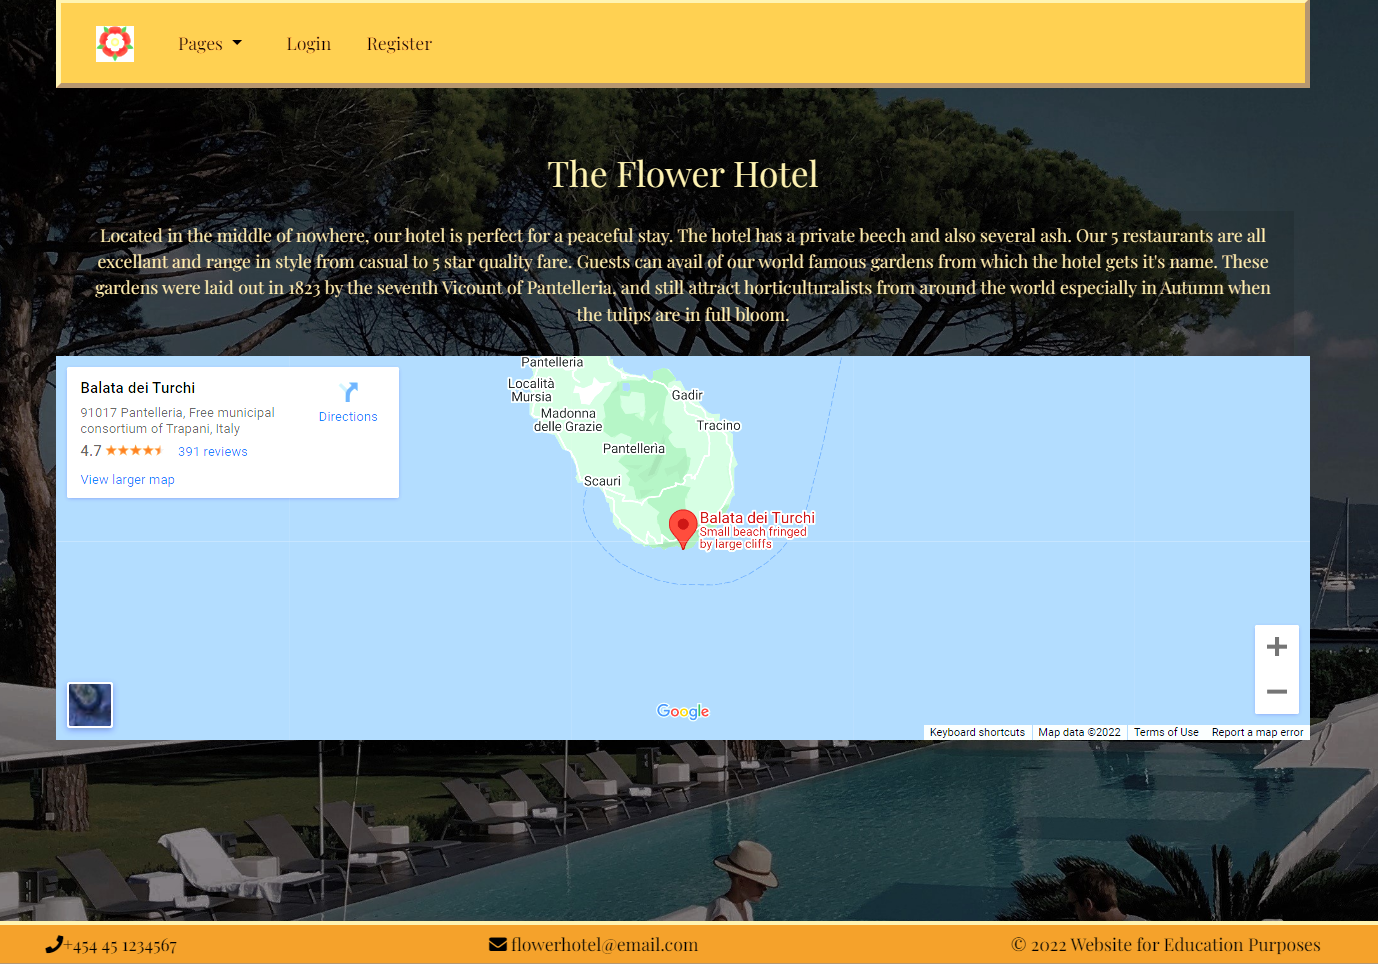 Pages
Login
Register
The Flower Hotel
Located in the middle of nowhere, our hotel is perfect for a peaceful stay. The hotel has a private beech and also several ash. Our 5 restaurants are all
excellant and range in style from casual to 5 star quality fare. Guests can avail of our world famous gardens from which the hotel gets it's name. These
gardens were laid out in 1823 by the seventh Vicount of Pantelleria, and still attract horticulturalists from around the world especially in Autumn when
the tulips are in full bloom.
Balata dei Turchi
91017 Pantelleria, Free municipal
consortium of Trapani, Italy
4.7
391 reviews
View larger map
Directions
Pantelleria
Località
Mursia
Madonna
delle Grazie
Gadir
Tracino
Pantelleria
Scauri
Balata dei Turchi
Small beach fringed
by large cliffs
Google
Keyboard shortcuts
Map data ©2022
Terms of Use
Report a map error
+454 45 1234567
flowerhotel@email.com
© 2022 Website for Education Purposes